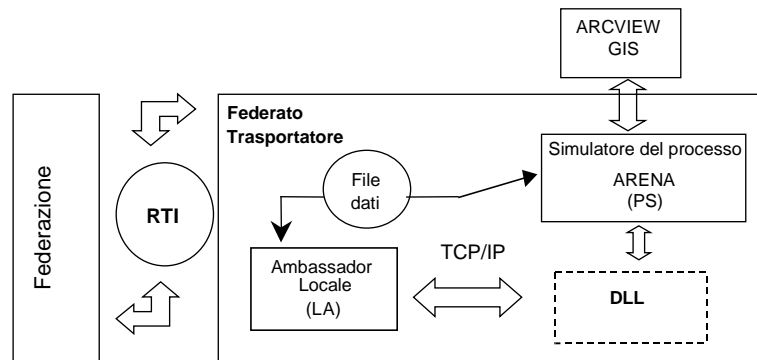 ARCVIEW
GIS
Federazione
RTI
Federato
Trasportatore
File
dati
Simulatore del processo
ARENA
(PS)
Ambassador
Locale
(LA)
TCP/IP
DLL